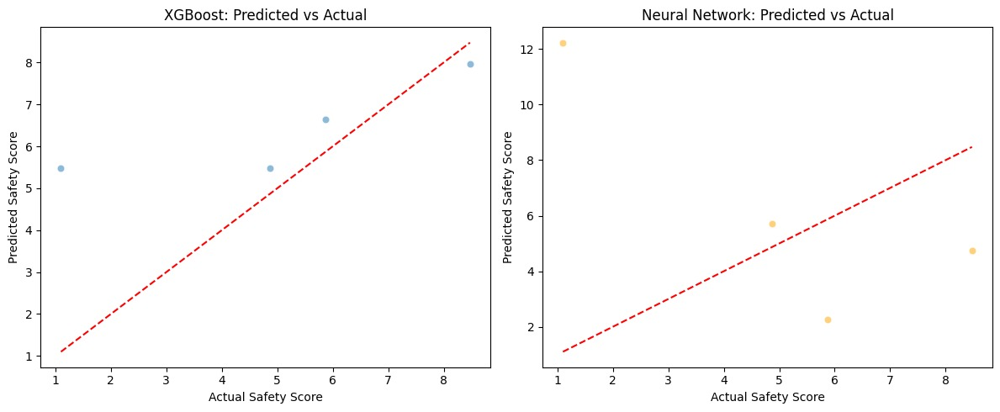 XGBoost: Predicted vs Actual
Predicted Safety Score
8
7
6
5
4
3
2
1
1 2 3 4 5 6 7 8
Actual Safety Score
Neural Network: Predicted vs Actual
Predicted Safety Score
12
10
8
6
4
2
1 2 3 4 5 6 7 8
Actual Safety Score